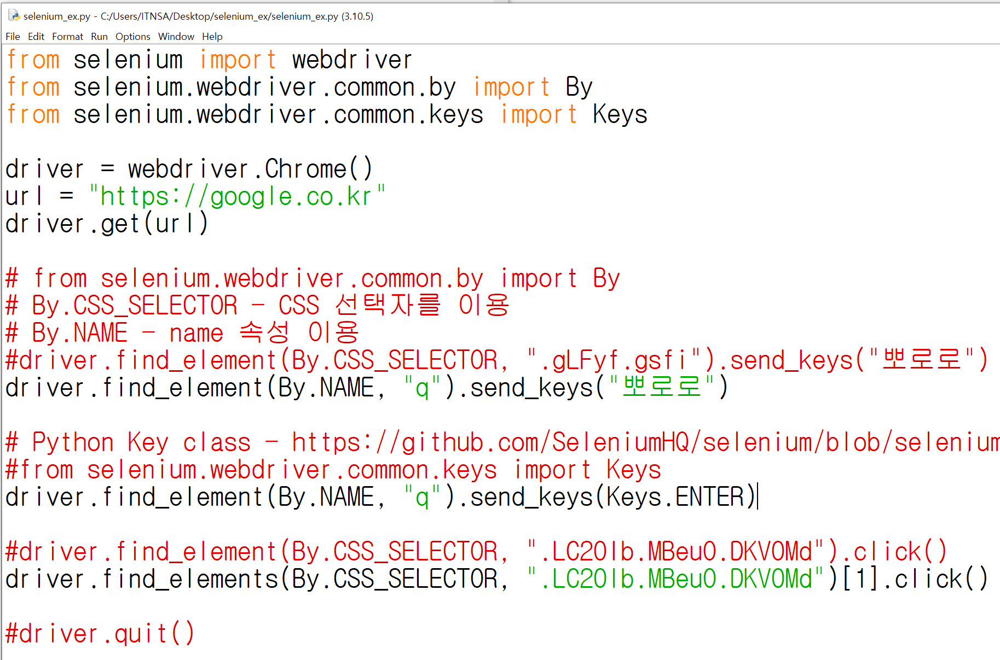 selenium_ex.py - C:/Users/ITNSA/Desktop/selenium_ex/selenium_ex.py (3.10.5)
File Edit Format Run Options Window Help
from selenium import webdriver
from selenium.webdriver.common.by import By
from selenium.webdriver.common.keys import Keys
driver = webdriver.Chrome()
url = "https://google.co.kr"
driver.get(url)
# from selenium.webdriver.common.by import By
# By.CSS_SELECTOR - CSS 선택자를 이용
# By.NAME - name 속성 이용
#driver.find_element(By.CSS_SELECTOR, ".gLFyf.gsfi").send_keys("뽀로로")
driver.find_element(By.NAME, "q").send_keys("뽀로로")
# Python Key class - https://github.com/SeleniumHQ/selenium/blob/selenium
#from selenium.webdriver.common.keys import Keys
driver.find_element(By.NAME, "q").send_keys(Keys.ENTER)
#driver.find_element(By.CSS_SELECTOR, ".LC20lb.MBeuO.DKV0Md").click()
driver.find_elements(By.CSS_SELECTOR, ".LC20lb.MBeuO.DKV0Md")[1].click()
#driver.quit()